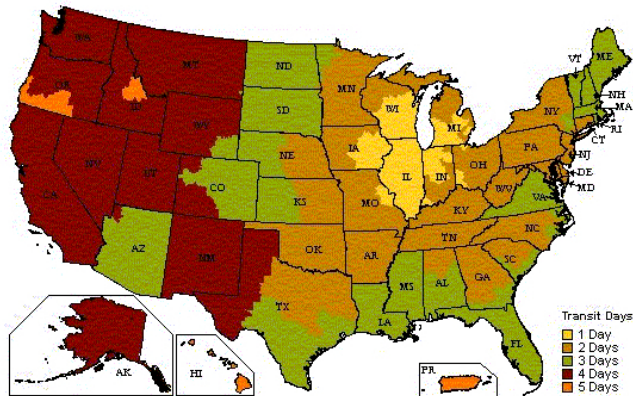 WA
MT
ND
MN
VT
ME
OR
ID
SD
WI
MI
NY
NH
MA
WY
IA
RI
CT
NE
PA
NJ
NV
UT
CO
IL
IN
OH
DE
MD
CA
KS
MO
WV
VA
KY
AZ
NM
OK
AR
TN
NC
SC
TX
MS
AL
GA
LA
FL
AK
HI
PR
Transit Days
1 Day
2 Days
3 Days
4 Days
5 Days